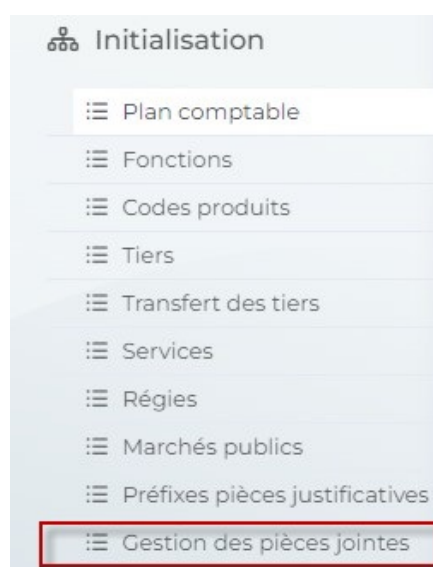 Initialisation
Plan comptable
Fonctions
Codes produits
Tiers
Transfert des tiers
Services
Régies
Marchés publics
Préfixes pièces justificatives
Gestion des pièces jointes